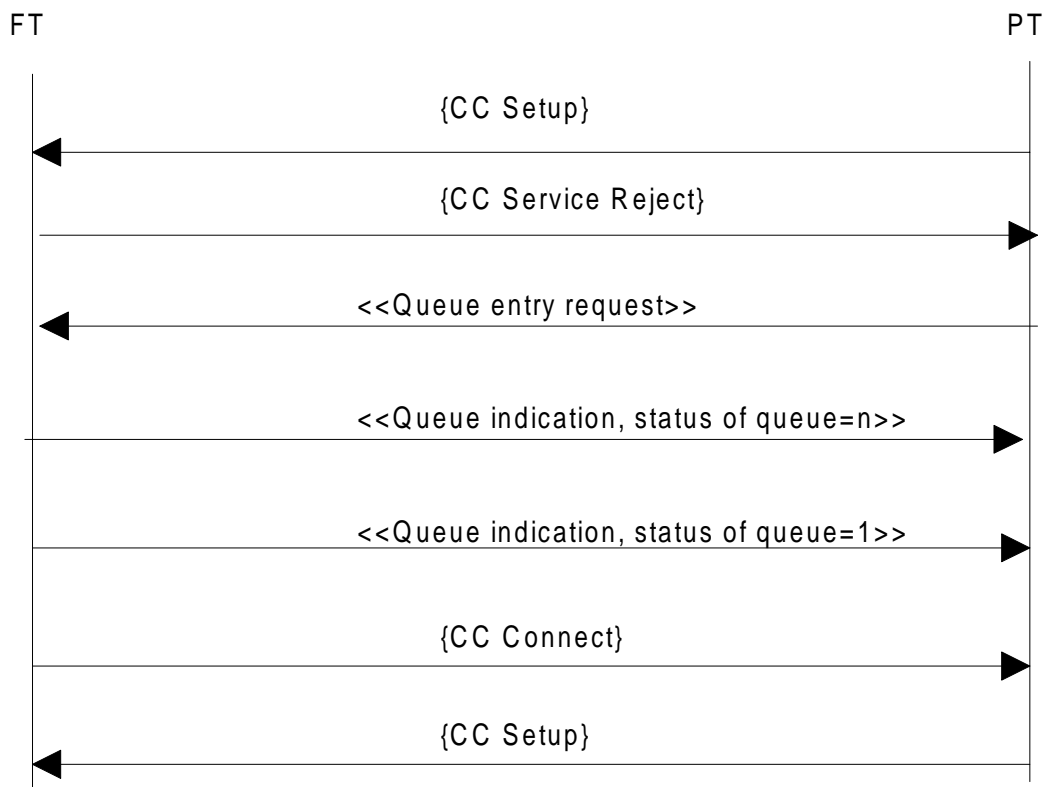 FT
PT
{CC Setup}
{CC Service Reject}
<<Queue entry request>>
<<Queue indication, status of queue=n>>
<<Queue indication, status of queue=1>>
{CC Connect}
{CC Setup}